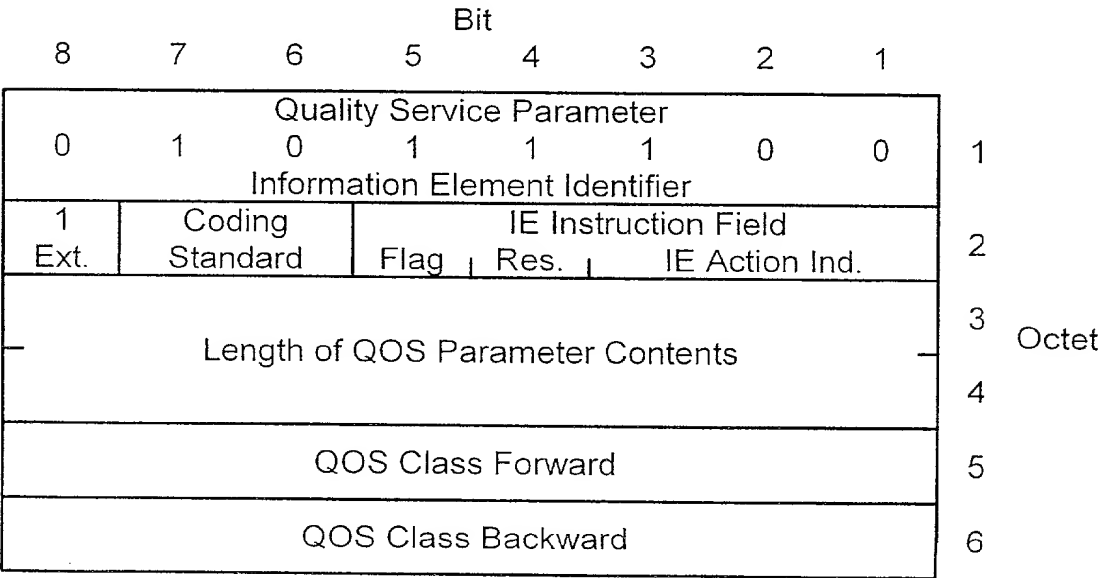 Bit
8 7 6 5 4 3 2 1
Quality Service Parameter
0 1 0 1 1 1 0 0 1
Information Element Identifier
1 Coding IE Instruction Field
Ext. Standard Flag Res. IE Action Ind. 2
3
Length of QOS Parameter Contents Octet
4
QOS Class Forward 5
QOS Class Backward 6